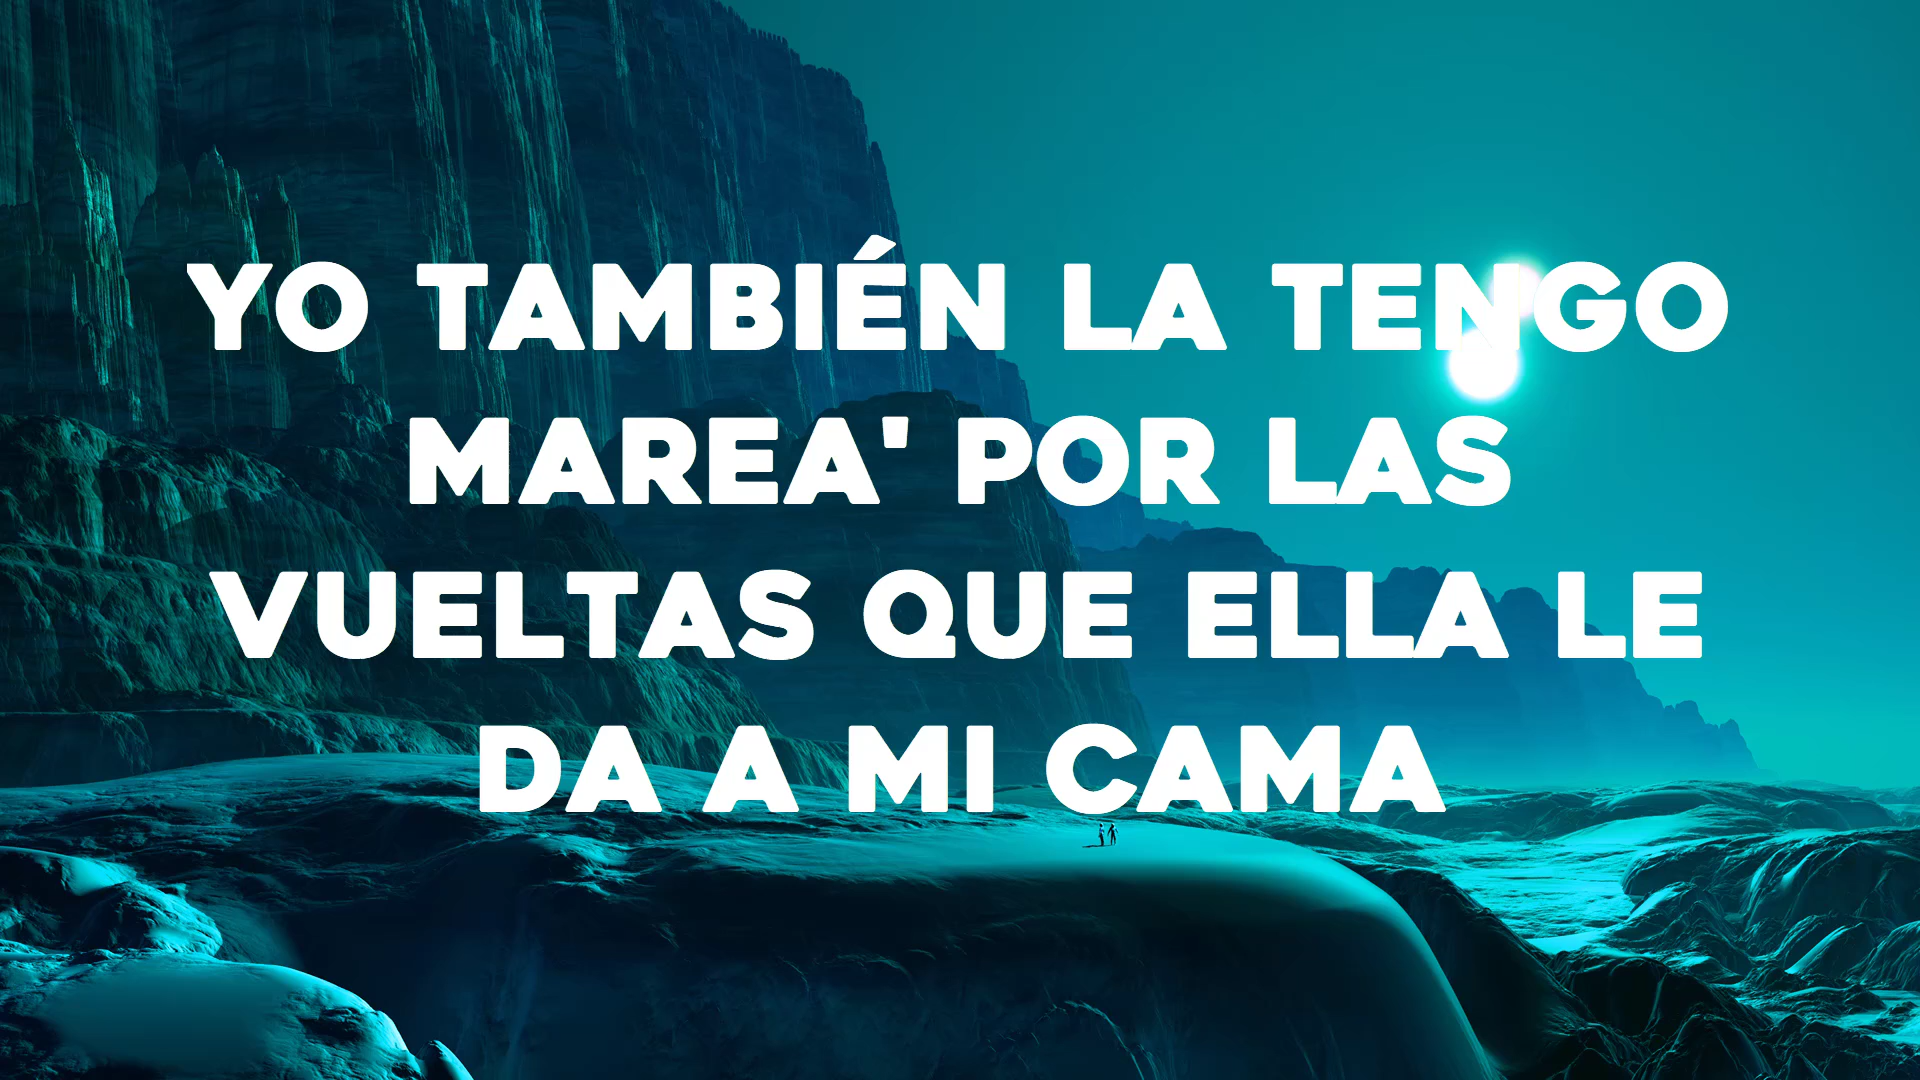 YO TAMBIÉN LA TENGO
MAREA' POR LAS
VUELTAS QUE ELLA LE
DA A MI CAMA